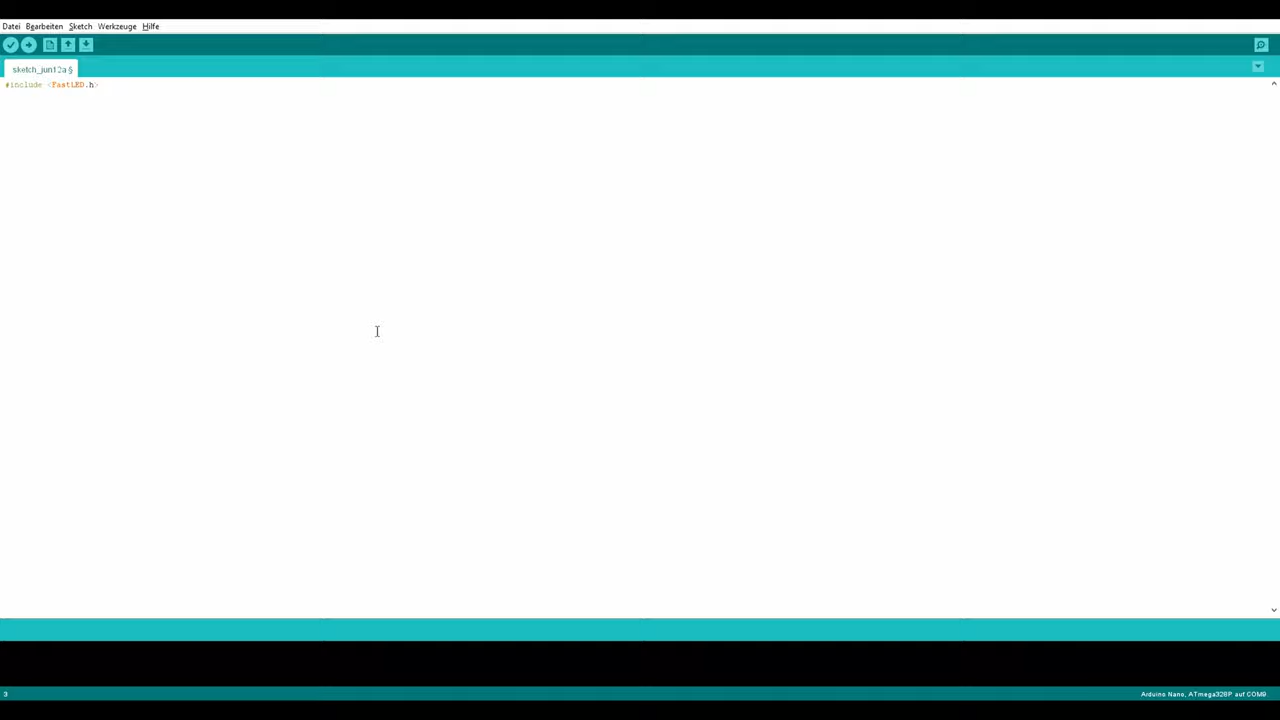 Datei Bearbeiten Sketch Werkzeuge Hilfe
sketch_jun12a §
#include <FastLED.h>
3
Arduino Nano, ATmega328P auf COM9